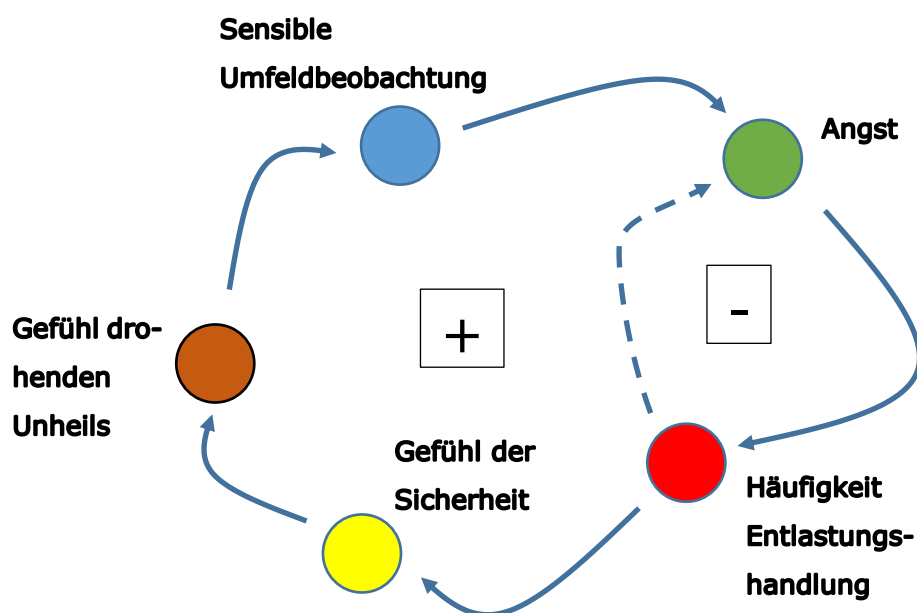 Sensible
Umfeldbeobachtung
Angst
-
+
Gefühl dro-
henden
Unheils
Gefühl der
Sicherheit
Häufigkeit
Entlastungs-
handlung